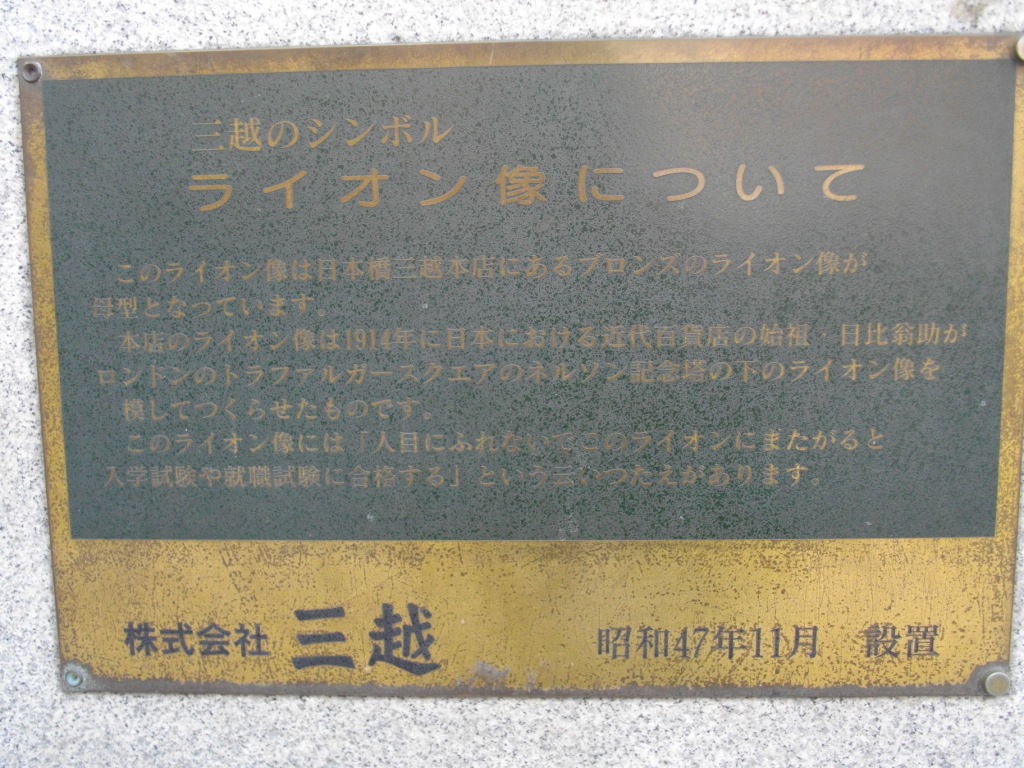 三越のシンボル
ライオン像について
このライオン像は日本橋三越本店にあるブロンズのライオン像が
母型となっています。
本店のライオン像は1914年に日本における近代百貨店の始祖・日比翁助が
ロンドンのトラファルガースクエアのネルソン記念塔の下のライオン像を
模してつくらせたものです。
このライオン像には「人目にふれないでこのライオンにまたがると
入学試験や就職試験に合格する」という云いつたえがあります。
株式会社 三越 昭和47年11月 設置